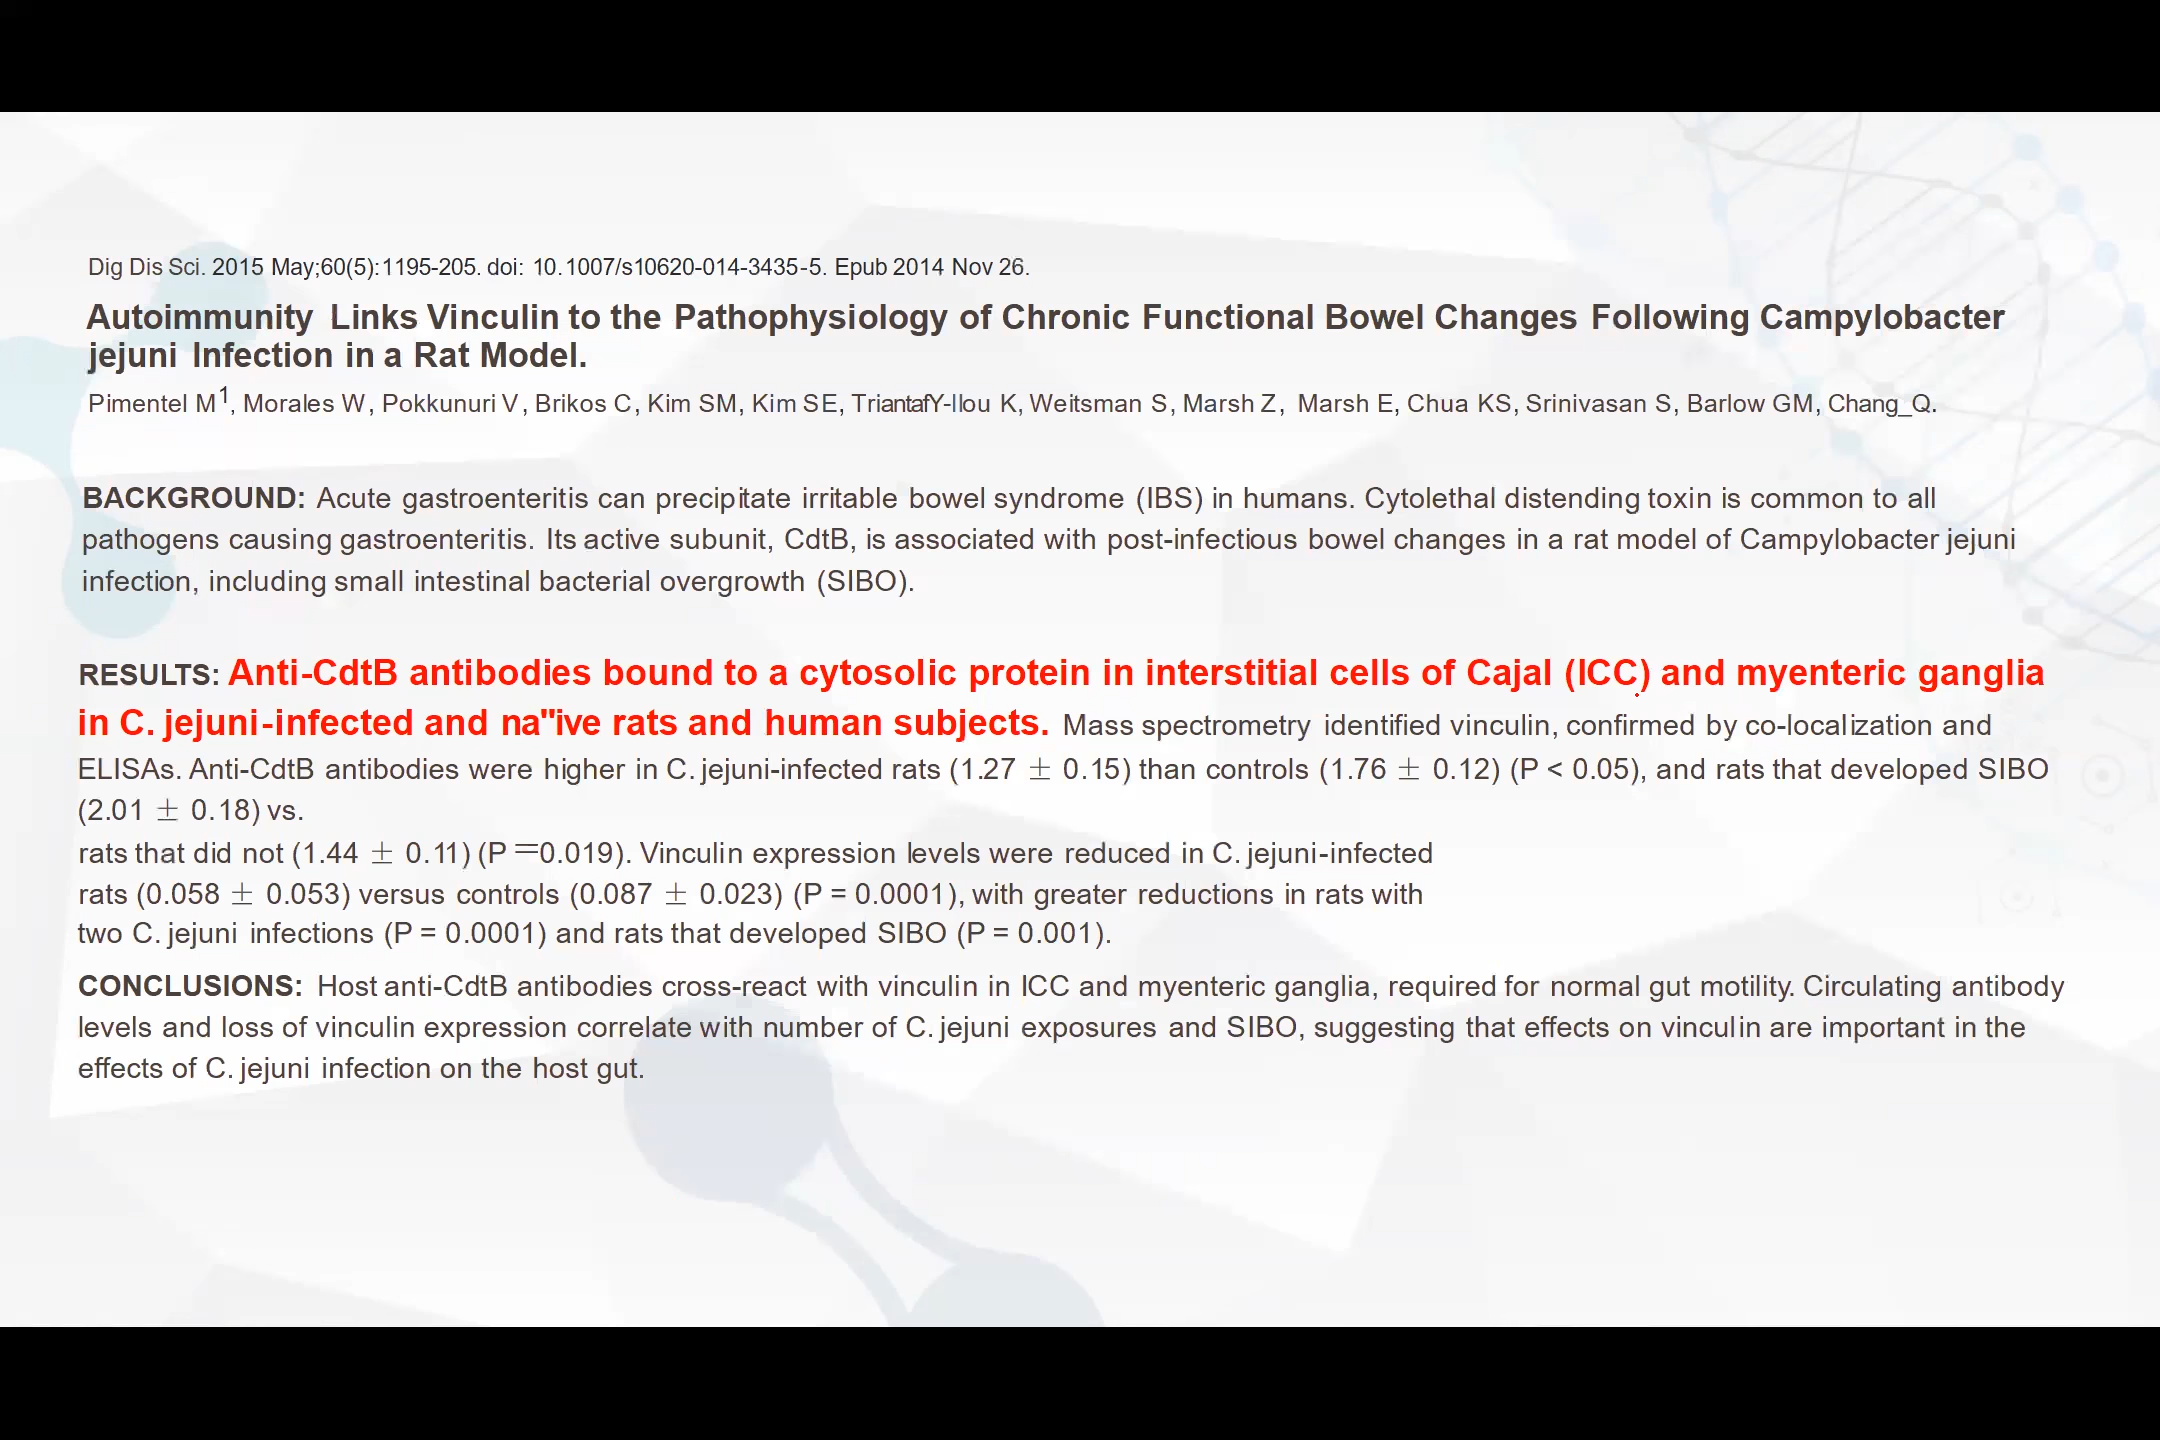 Dig Dis Sci. 2015 May;60(5):1195-205. doi: 10.1007/s10620-014-3435-5. Epub 2014 Nov 26.
Autoimmunity Links Vinculin to the Pathophysiology of Chronic Functional Bowel Changes Following Campylobacter
jejuni Infection in a Rat Model.
Pimentel M1, Morales W, Pokkunuri V, Brikos C, Kim SM, Kim SE, TriantafY-llou K, Weitsman S, Marsh Z, Marsh E, Chua KS, Srinivasan S, Barlow GM, Chang_Q.
BACKGROUND: Acute gastroenteritis can precipitate irritable bowel syndrome (IBS) in humans. Cytolethal distending toxin is common to all
pathogens causing gastroenteritis. Its active subunit, CdtB, is associated with post-infectious bowel changes in a rat model of Campylobacter jejuni
infection, including small intestinal bacterial overgrowth (SIBO).
RESULTS: Anti-CdtB antibodies bound to a cytosolic protein in interstitial cells of Cajal (ICC) and myenteric ganglia
in C. jejuni-infected and na"ive rats and human subjects. Mass spectrometry identified vinculin, confirmed by co-localization and
ELISAs. Anti-CdtB antibodies were higher in C. jejuni-infected rats (1.27 ± 0.15) than controls (1.76 ± 0.12) (P < 0.05), and rats that developed SIBO
(2.01 ± 0.18) vs.
rats that did not (1.44 ± 0.11) (P =0.019). Vinculin expression levels were reduced in C. jejuni-infected
rats (0.058 ± 0.053) versus controls (0.087 ± 0.023) (P = 0.0001), with greater reductions in rats with
two C. jejuni infections (P = 0.0001) and rats that developed SIBO (P = 0.001).
CONCLUSIONS: Host anti-CdtB antibodies cross-react with vinculin in ICC and myenteric ganglia, required for normal gut motility. Circulating antibody
levels and loss of vinculin expression correlate with number of C. jejuni exposures and SIBO, suggesting that effects on vinculin are important in the
effects of C. jejuni infection on the host gut.